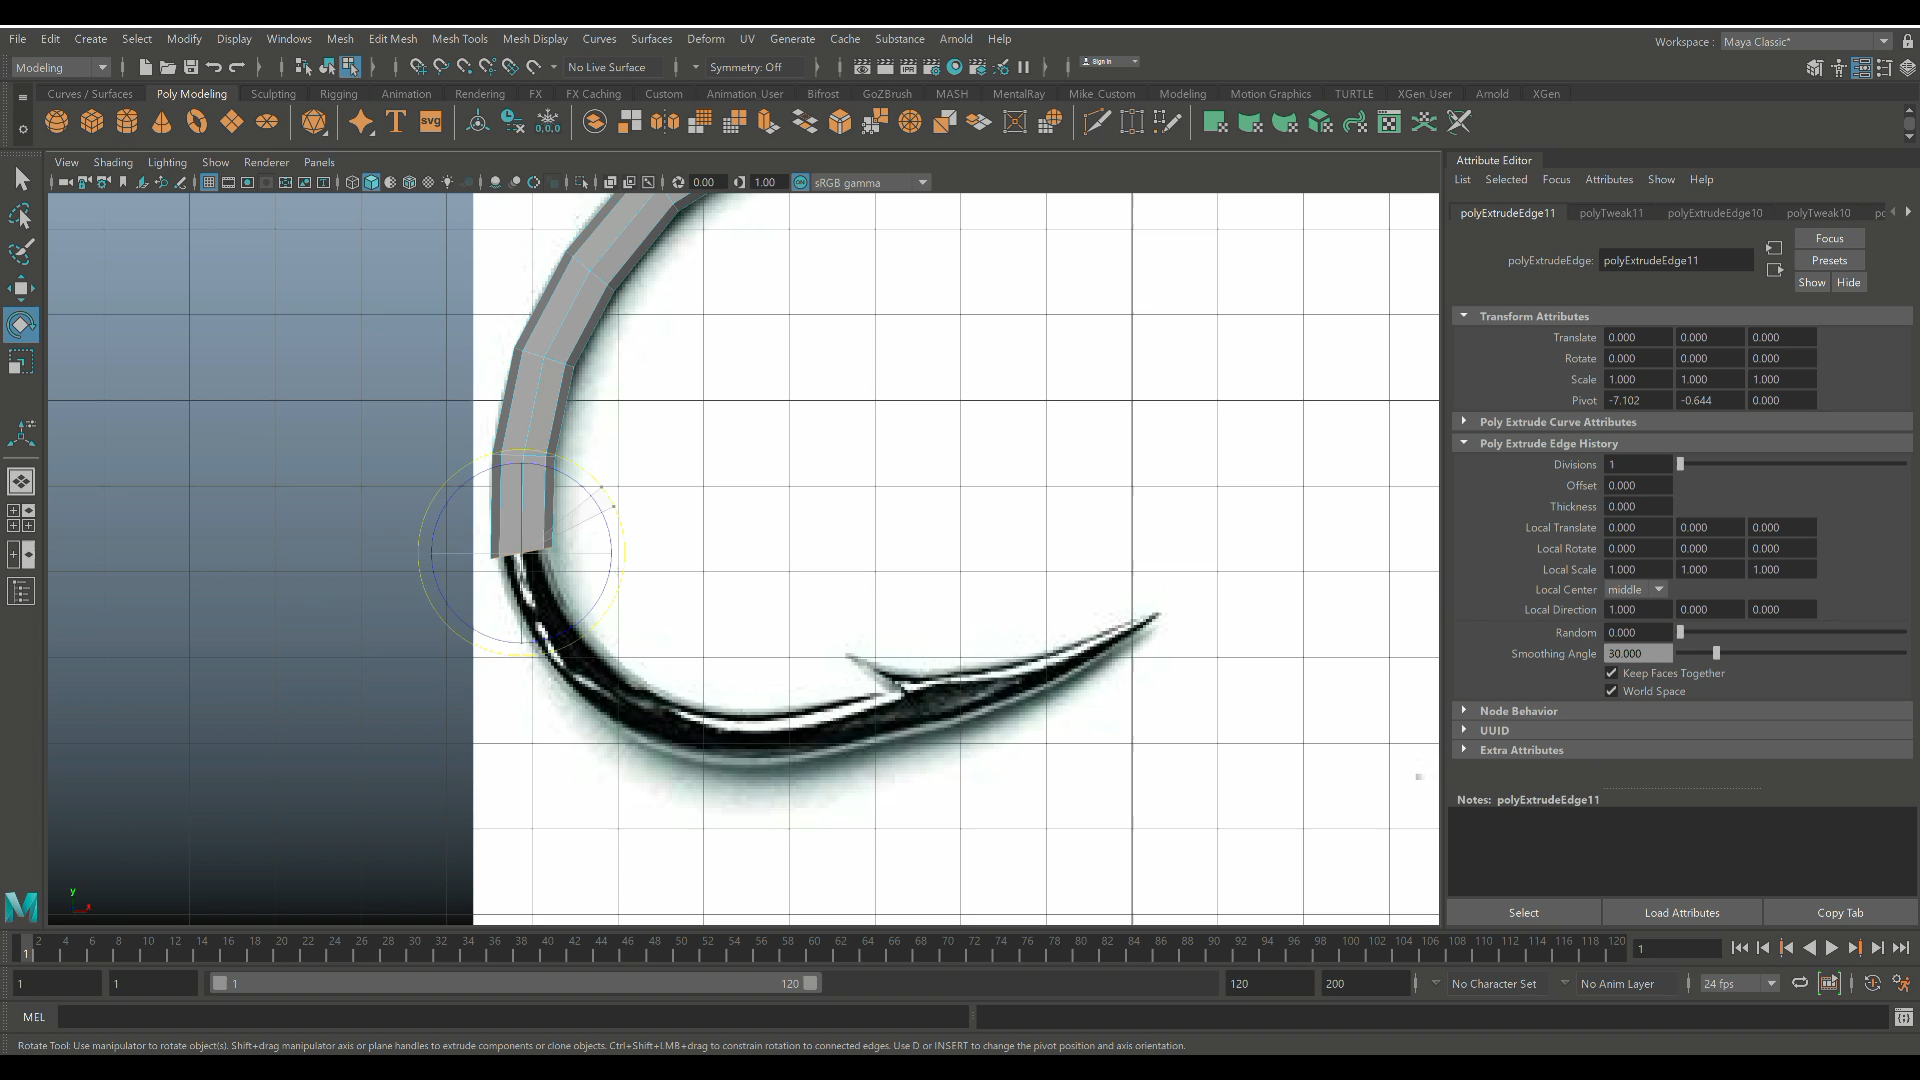 File Edit Create Select Modify Display Windows Mesh Edit Mesh Mesh Tools Mesh Display Curves Surfaces Deform UV Generate Cache Substance Arnold Help
Workspace : Maya Classic*
Modeling No Live Surface Symmetry: Off Sign In
Curves / Surfaces Poly Modeling Sculpting Rigging Animation Rendering FX FX Caching Custom Animation_User Bifrost GoZBrush MASH MentalRay Mike_Custom Modeling Motion Graphics TURTLE XGen_User Arnold XGen
T svg 0,0,0
View Shading Lighting Show Renderer Panels
0.00 1.00 ON sRGB gamma
Attribute Editor
List Selected Focus Attributes Show Help
polyExtrudeEdge11 polyTweak11 polyExtrudeEdge10 polyTweak10 po
polyExtrudeEdge: polyExtrudeEdge11
Focus
Presets
Show Hide
Transform Attributes
Translate 0.000 0.000 0.000
Rotate 0.000 0.000 0.000
Scale 1.000 1.000 1.000
Pivot -7.102 -0.644 0.000
Poly Extrude Curve Attributes
Poly Extrude Edge History
Divisions 1
Offset 0.000
Thickness 0.000
Local Translate 0.000 0.000 0.000
Local Rotate 0.000 0.000 0.000
Local Scale 1.000 1.000 1.000
Local Center middle
Local Direction 1.000 0.000 0.000
Random 0.000
Smoothing Angle 30.000
Keep Faces Together
World Space
Node Behavior
UUID
Extra Attributes
Notes: polyExtrudeEdge11
Select Load Attributes Copy Tab
y
x
2 4 6 8 10 12 14 16 18 20 22 24 26 28 30 32 34 36 38 40 42 44 46 48 50 52 54 56 58 60 62 64 66 68 70 72 74 76 78 80 82 84 86 88 90 92 94 96 98 100 102 104 106 108 110 112 114 116 118 120
1 1
1 1 1 120 120 200 No Character Set No Anim Layer 24 fps
MEL
Rotate Tool: Use manipulator to rotate object(s). Shift+drag manipulator axis or plane handles to extrude components or clone objects. Ctrl+Shift+LMB+drag to constrain rotation to connected edges. Use D or INSERT to change the pivot position and axis orientation.